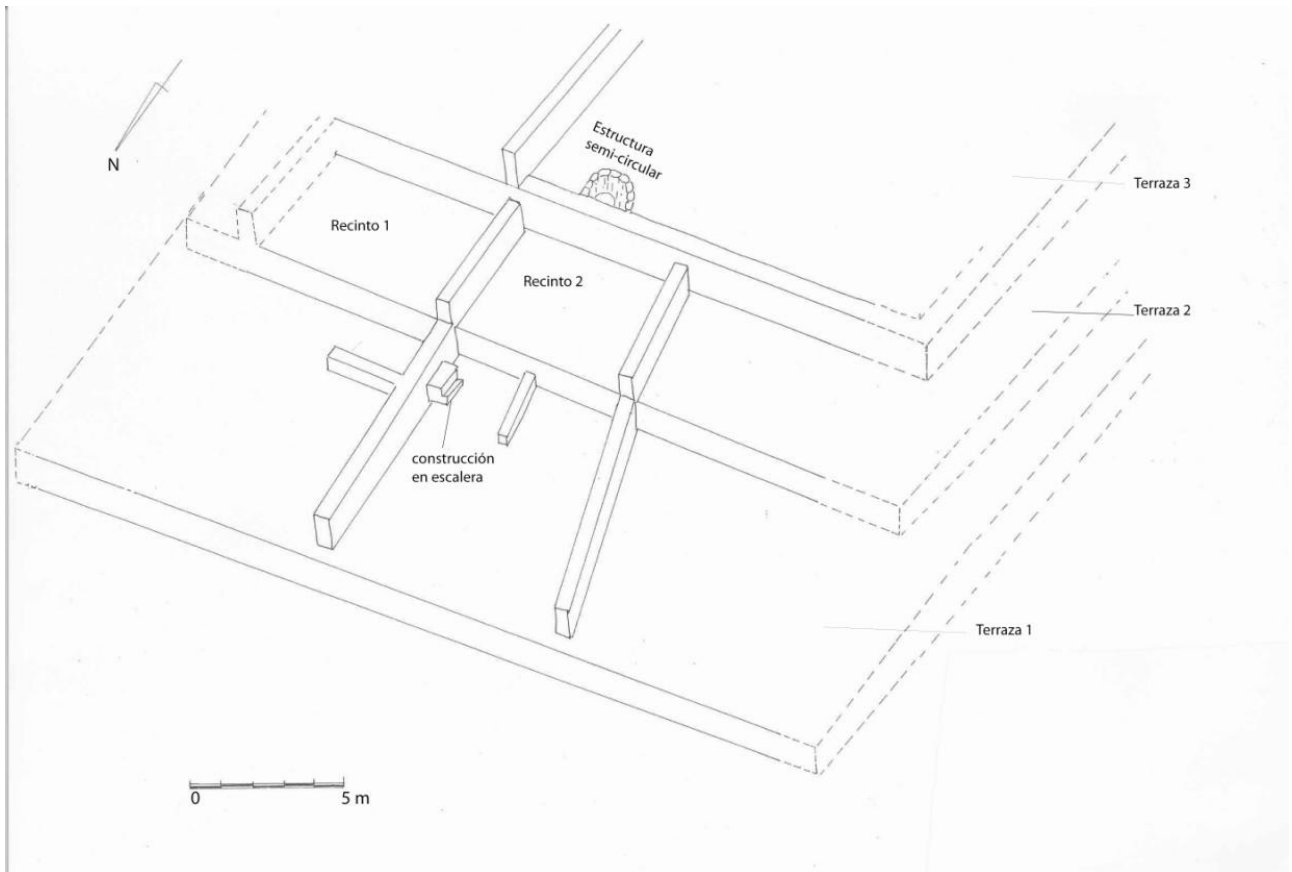 N
Estructura
semi-circular
Terraza 3
Recinto 1
Recinto 2
Terraza 2
construcción
en escalera
Terraza 1
0 5 m